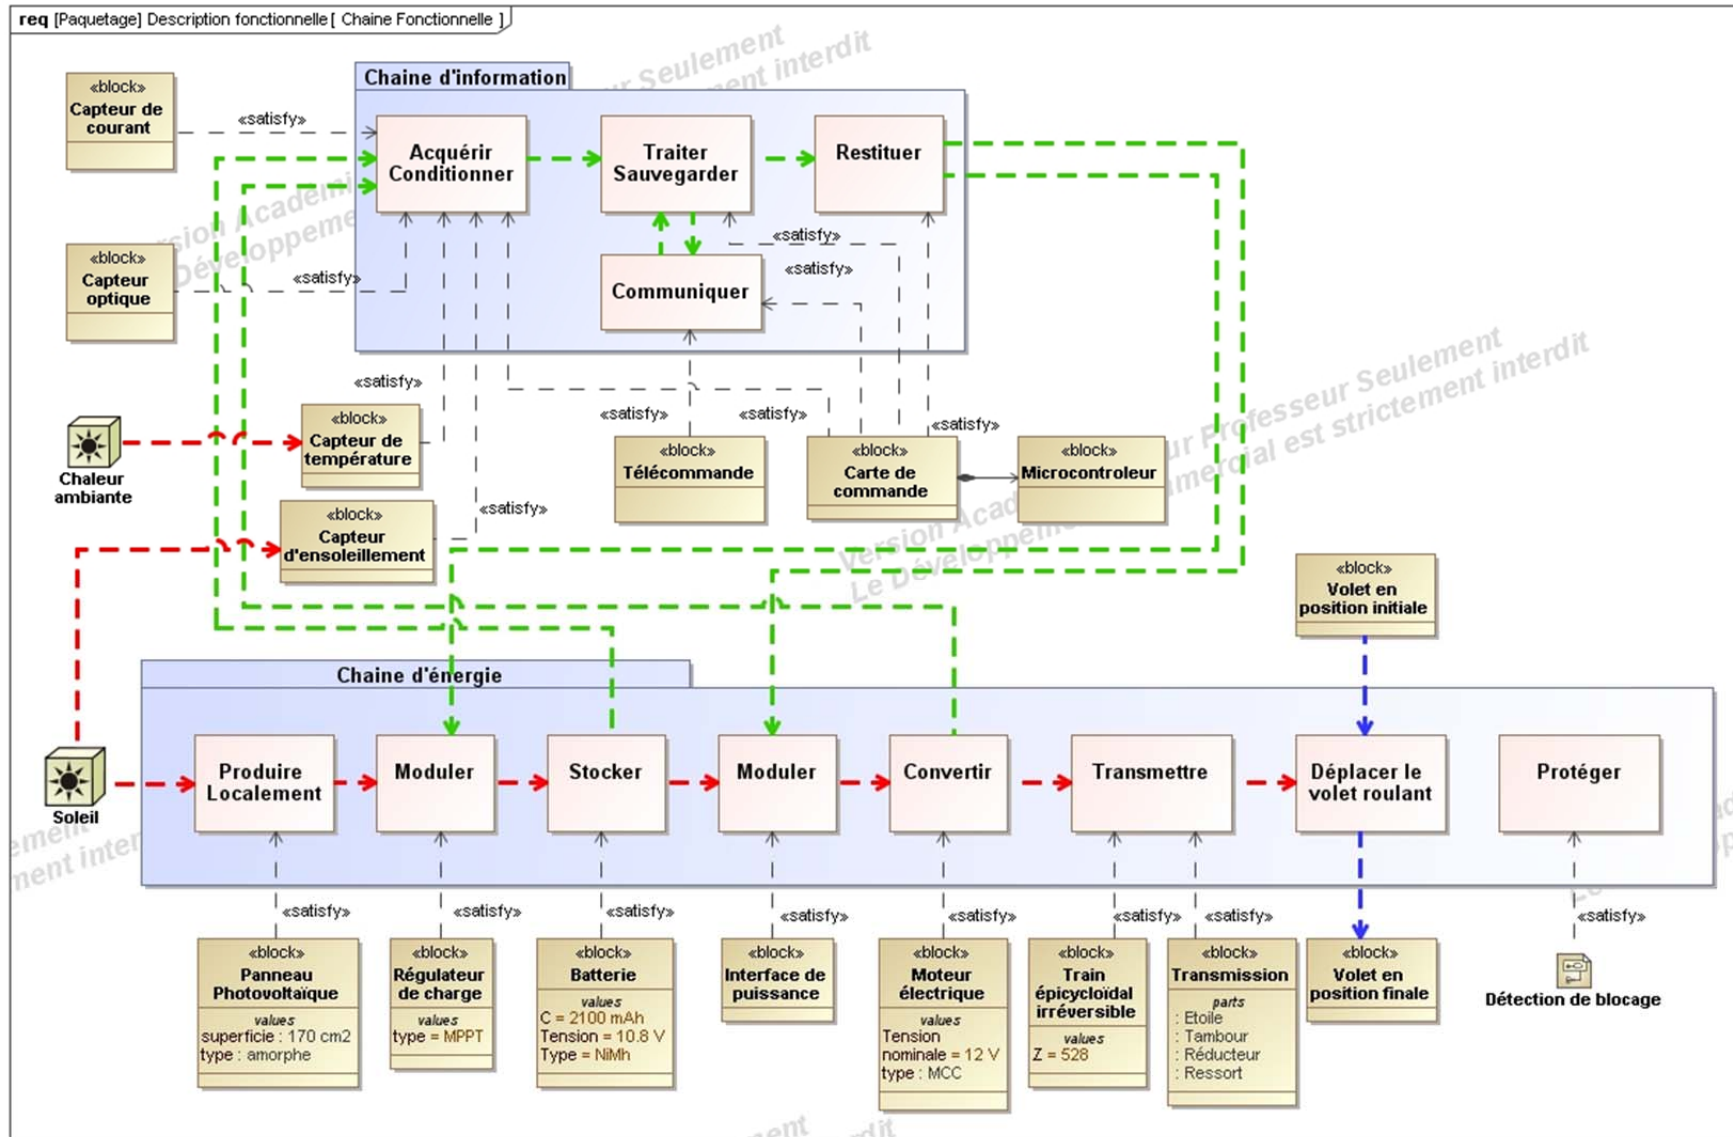 req [Paquetage] Description fonctionnelle [ Chaine Fonctionnelle ]
Chaine d'information
«block»
Capteur de
courant
«satisfy»
Acquérir
Conditionner
Traiter
Sauvegarder
Restituer
«block»
Capteur
optique
«satisfy»
«satisfy»
«satisfy»
Communiquer
«satisfy»
«satisfy»
«satisfy»
«satisfy»
«block»
Capteur de
température
Chaleur
ambiante
«block»
Télécommande
«block»
Carte de
commande
«block»
Microcontroleur
«satisfy»
«block»
Capteur
d'ensoleillement
«block»
Volet en
position initiale
Chaine d'énergie
Soleil
Produire
Localement
Moduler
Stocker
Moduler
Convertir
Transmettre
Déplacer le
volet roulant
Protéger
«satisfy»
«satisfy»
«satisfy»
«satisfy»
«satisfy»
«satisfy»
«satisfy»
«satisfy»
«block»
Panneau
Photovoltaïque
values
superficie : 170 cm2
type : amorphe
«block»
Régulateur
de charge
values
type = MPPT
«block»
Batterie
values
C = 2100 mAh
Tension = 10.8 V
Type = NiMh
«block»
Interface de
puissance
«block»
Moteur
électrique
values
Tension
nominale = 12 V
type : MCC
«block»
Train
épicycloïdal
irréversible
values
Z = 528
«block»
Transmission
parts
: Etoile
: Tambour
: Réducteur
: Ressort
«block»
Volet en
position finale
Détection de blocage